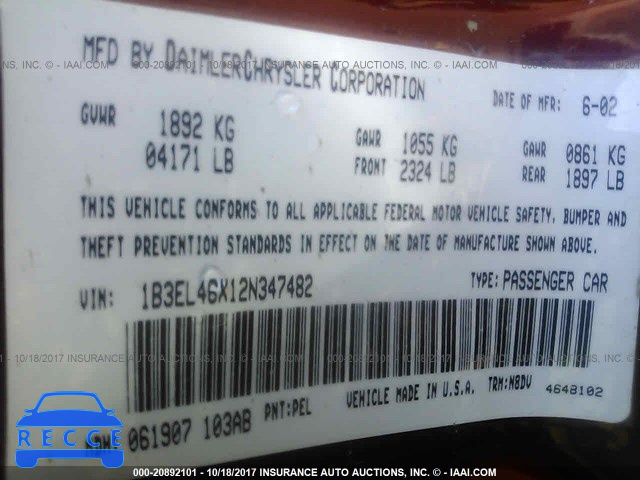 MFD BY DAIMLERCHRYSLER CORPORATION
DATE OF MFR: 6-02
GVWR 1892 KG
04171 LB
GAWR FRONT 1055 KG
2324 LB
GAWR REAR 0861 KG
1897 LB
THIS VEHICLE CONFORMS TO ALL APPLICABLE FEDERAL MOTOR VEHICLE SAFETY, BUMPER AND
THEFT PREVENTION STANDARDS IN EFFECT ON THE DATE OF MANUFACTURE SHOWN ABOVE.
VIN: 1B3EL46X12N347482
TYPE: PASSENGER CAR
MDH: 061907 103AB
PNT:PEL
VEHICLE MADE IN U.S.A.
TRM:N8DV
4648102
RECGE
000-20892101 - 10/18/2017 INSURANCE AUTO AUCTIONS, INC. - © IAAI.COM